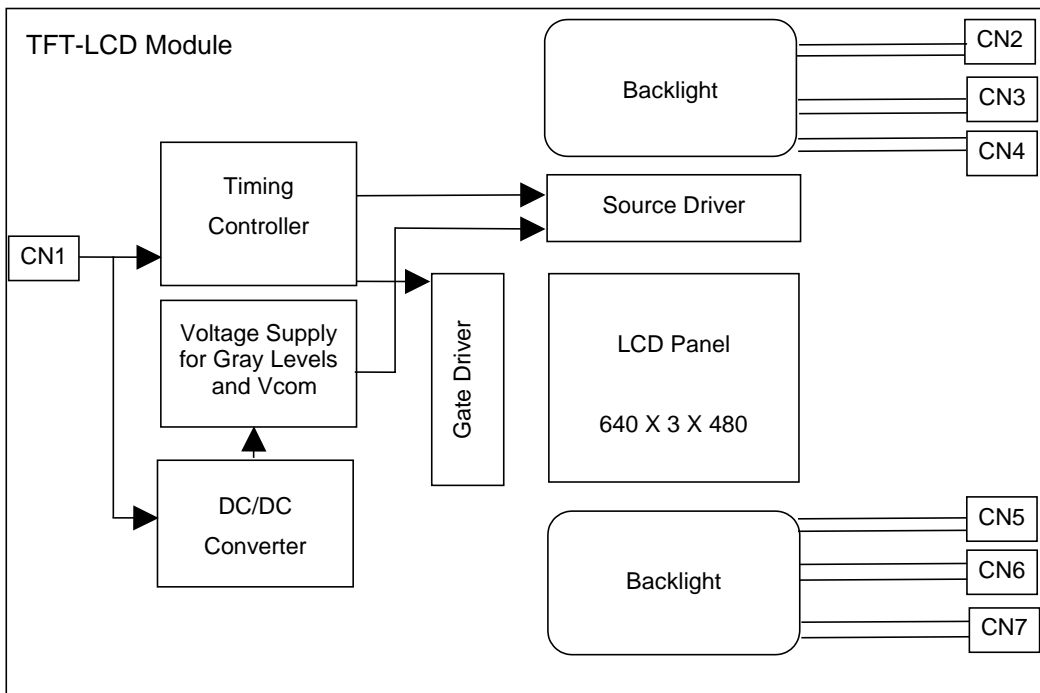 TFT-LCD Module
Backlight
CN2
CN3
CN4
Timing
Controller
Source Driver
CN1
Voltage Supply
for Gray Levels
and Vcom
Gate Driver
LCD Panel
640 X 3 X 480
DC/DC
Converter
Backlight
CN5
CN6
CN7